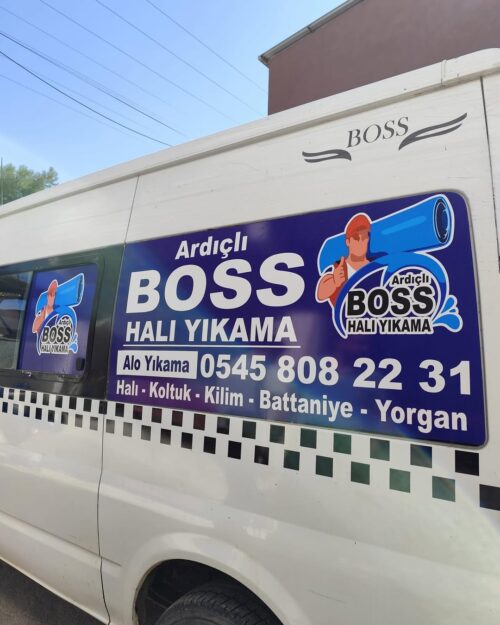 BOSS
Ardıçlı
BOSS
HALI YIKAMA
Alo Yıkama 0545 808 22 31
Halı - Koltuk - Kilim - Battaniye - Yorgan
Ardıçlı
BOSS
HALI YIKAMA
Ardıçlı
BOSS
HALI YIKAMA